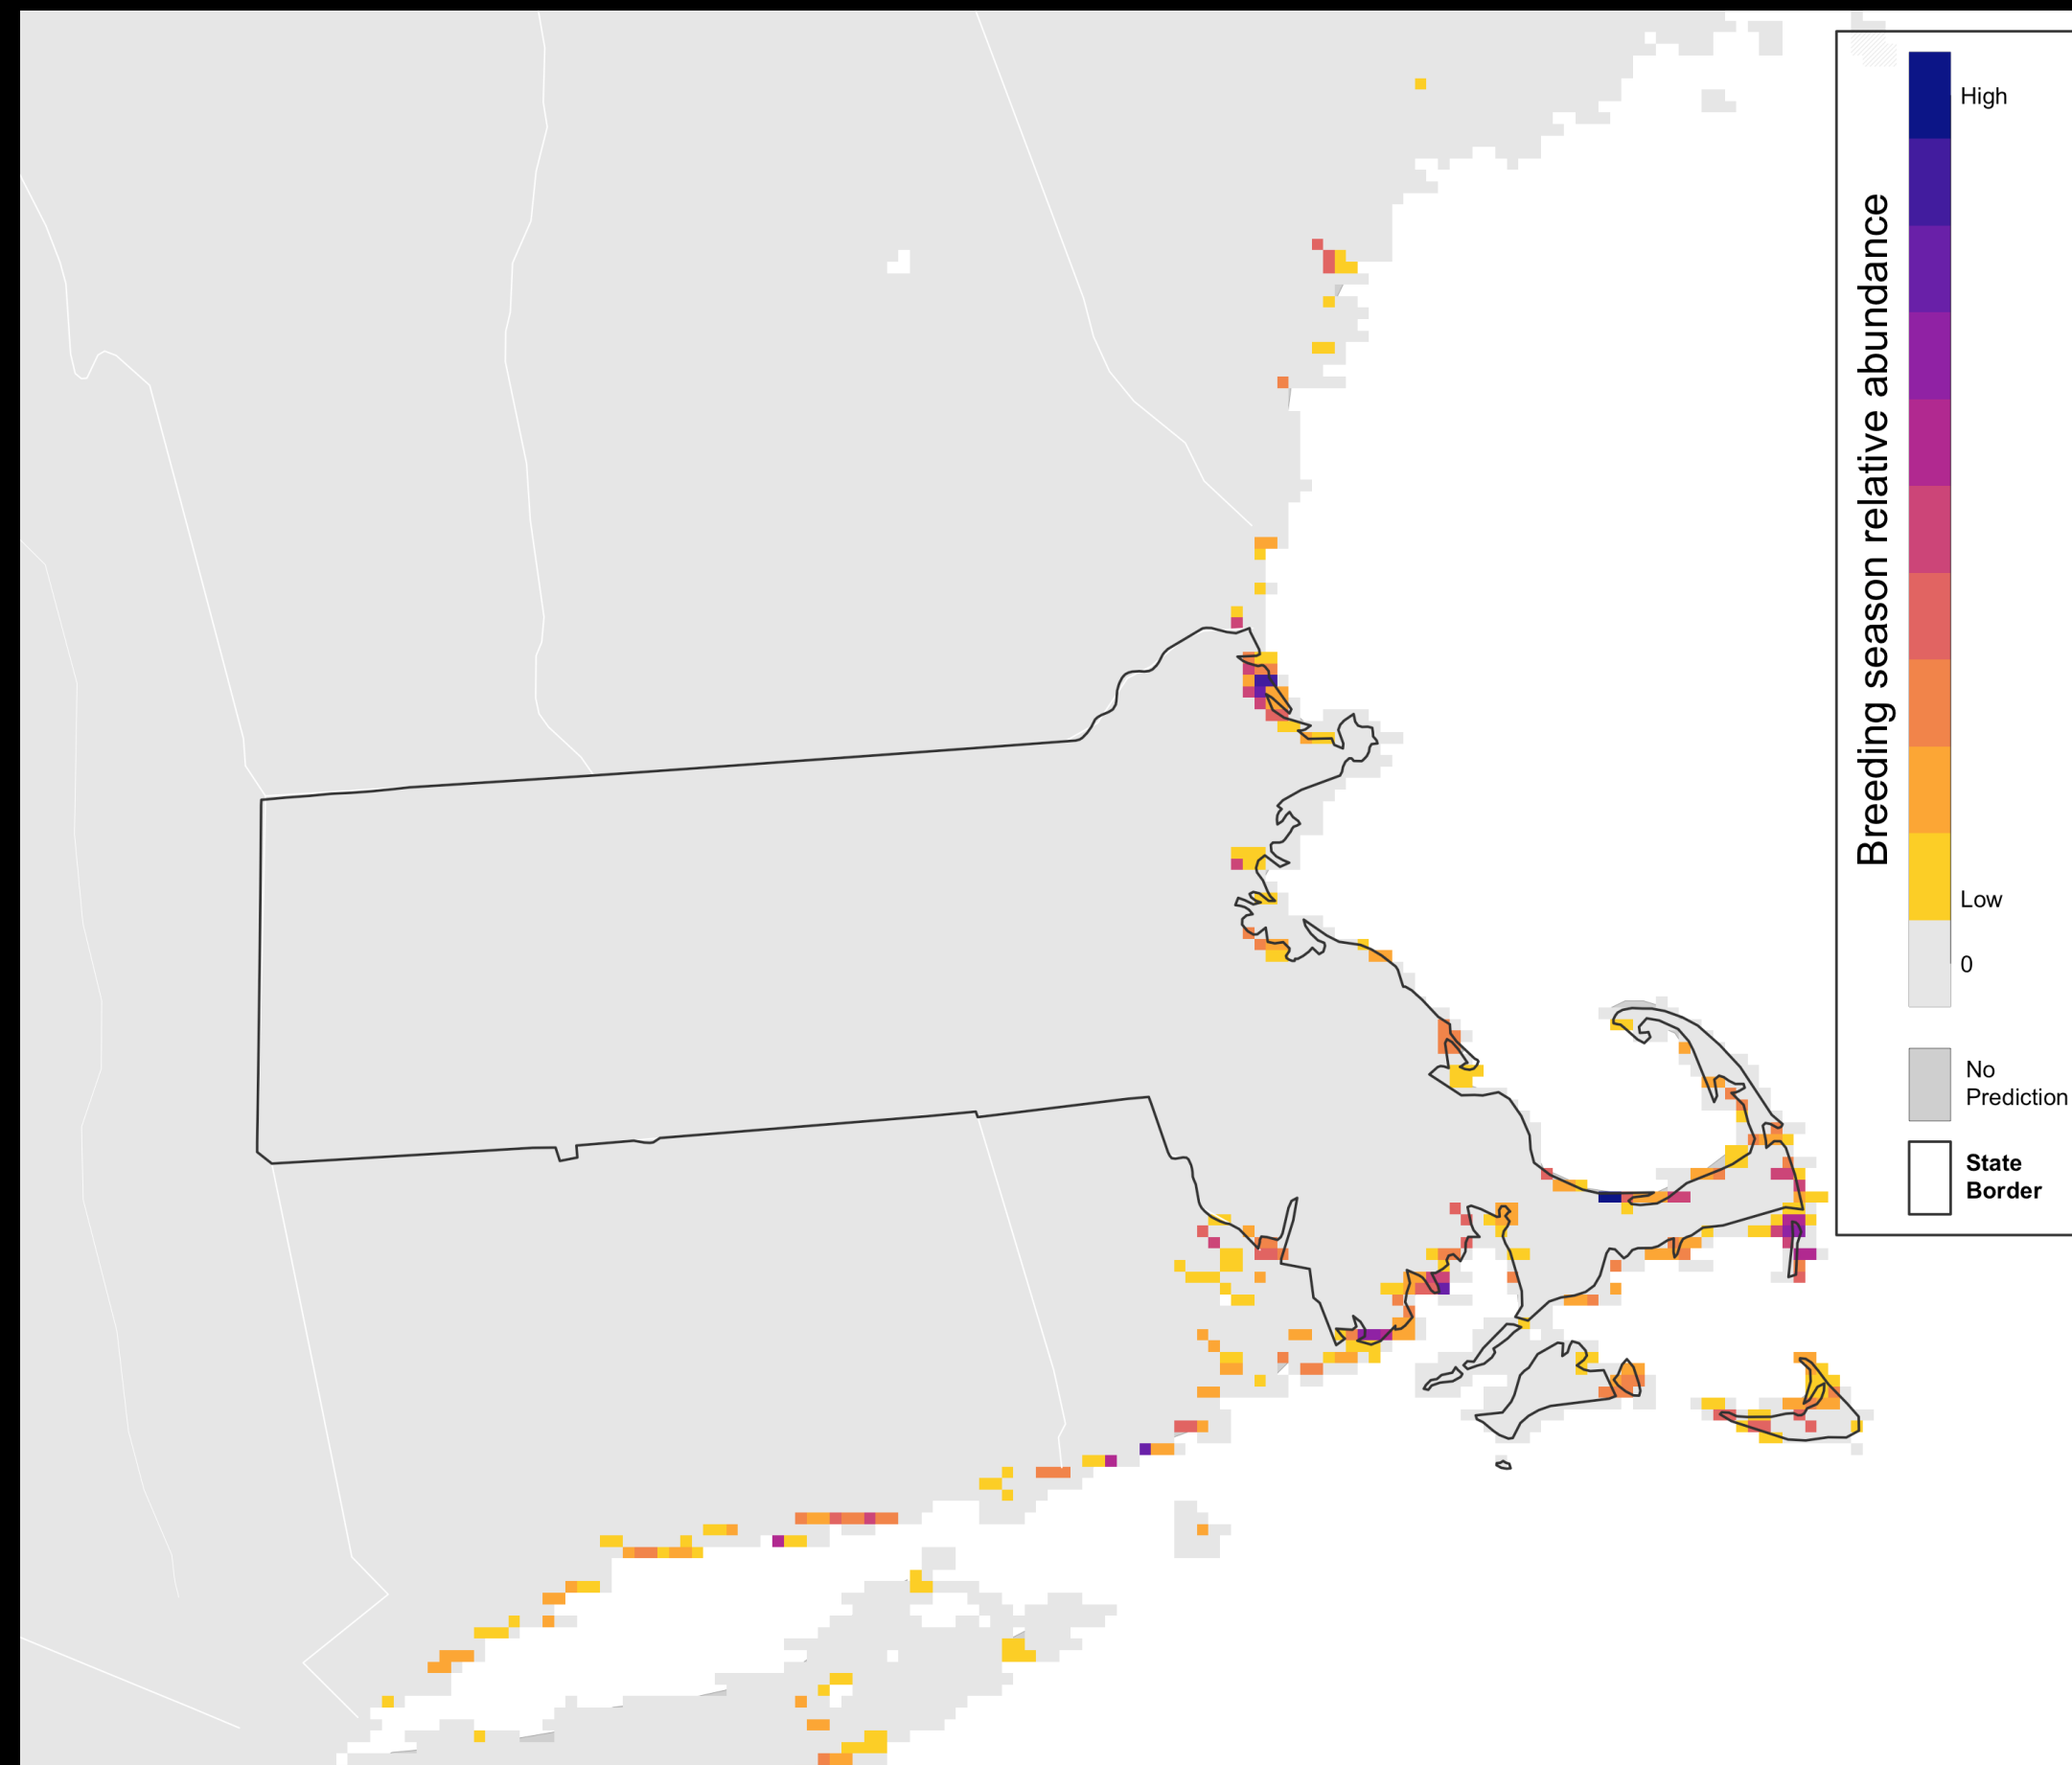 Breeding season relative abundance
High
Low
0
No
Prediction
State
Border